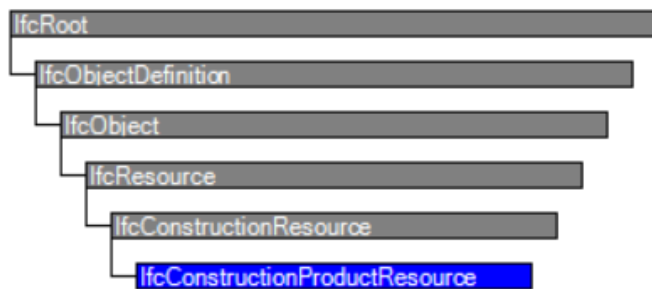 IfcRoot
IfcObjectDefinition
IfcObject
IfcResource
IfcConstructionResource
IfcConstructionProductResource